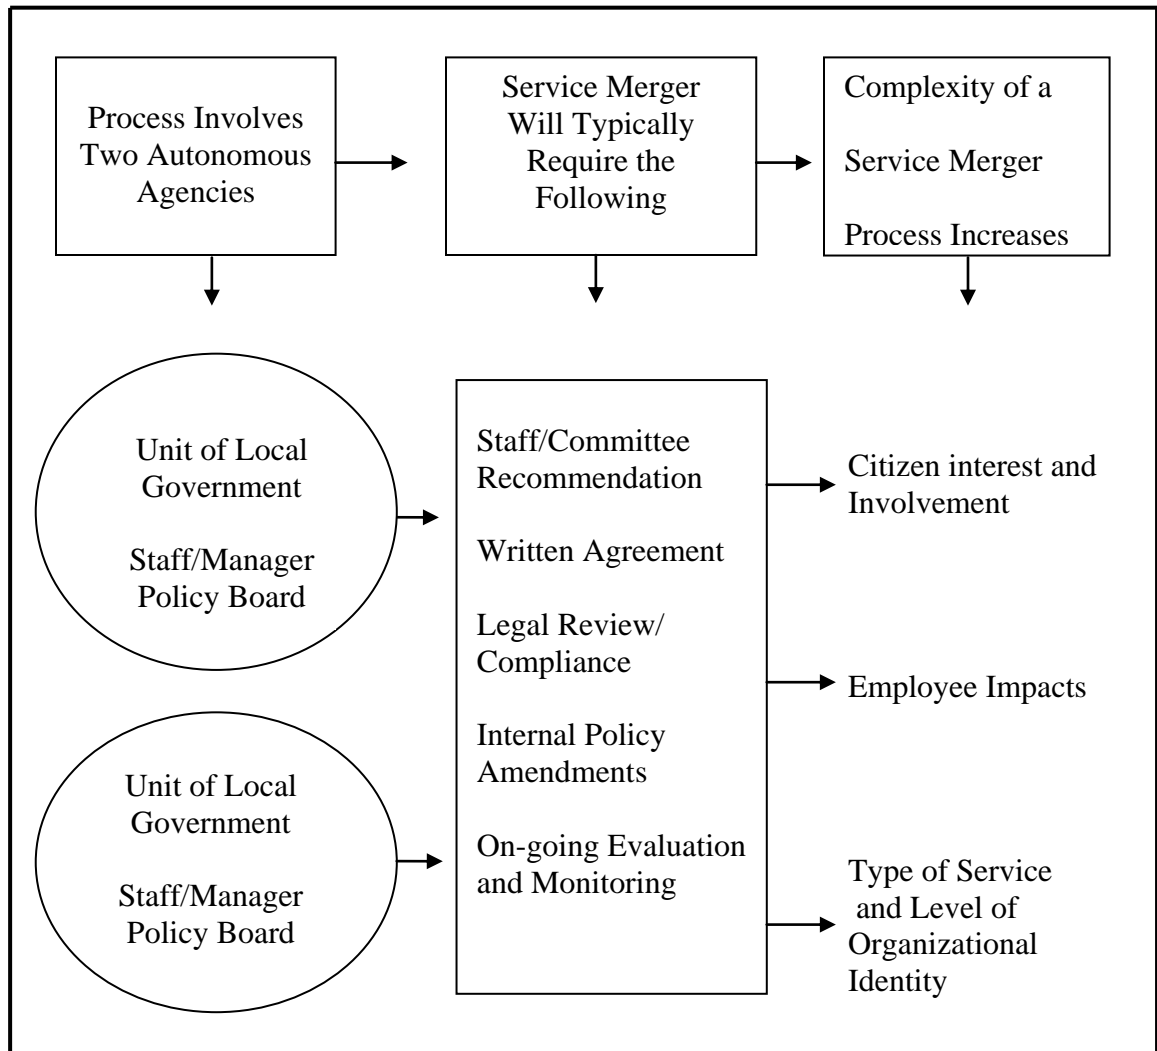 Process Involves
Two Autonomous
Agencies
Service Merger
Will Typically
Require the
Following
Complexity of a
Service Merger
Process Increases
Unit of Local
Government
Staff/Manager
Policy Board
Unit of Local
Government
Staff/Manager
Policy Board
Staff/Committee
Recommendation
Written Agreement
Legal Review/
Compliance
Internal Policy
Amendments
On-going Evaluation
and Monitoring
Citizen interest and
Involvement
Employee Impacts
Type of Service
and Level of
Organizational
Identity